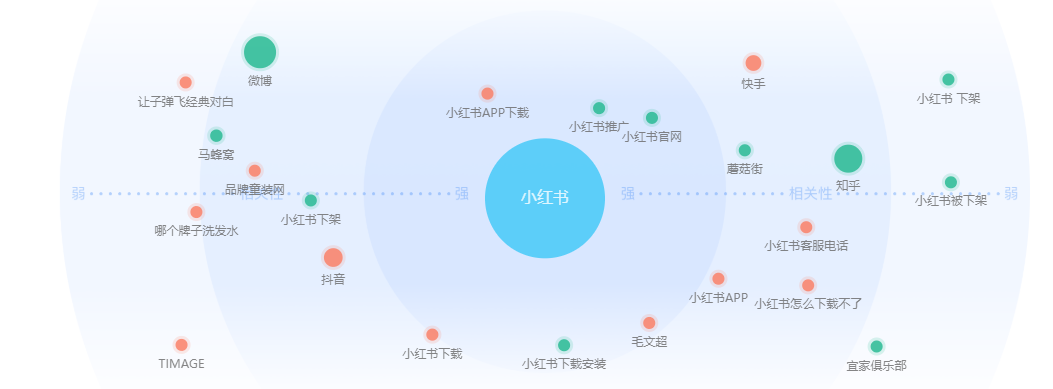 微博
快手
让子弹飞经典对白
小红书 下架
小红书APP下载
小红书推广
小红书官网
马蜂窝
蘑菇街
知乎
品牌童装网
弱
相关性
强
小红书
强
相关性
弱
小红书被下架
小红书下架
哪个牌子洗发水
小红书客服电话
抖音
小红书APP
小红书怎么下载不了
毛文超
小红书下载
小红书下载安装
TIMAGE
宜家俱乐部